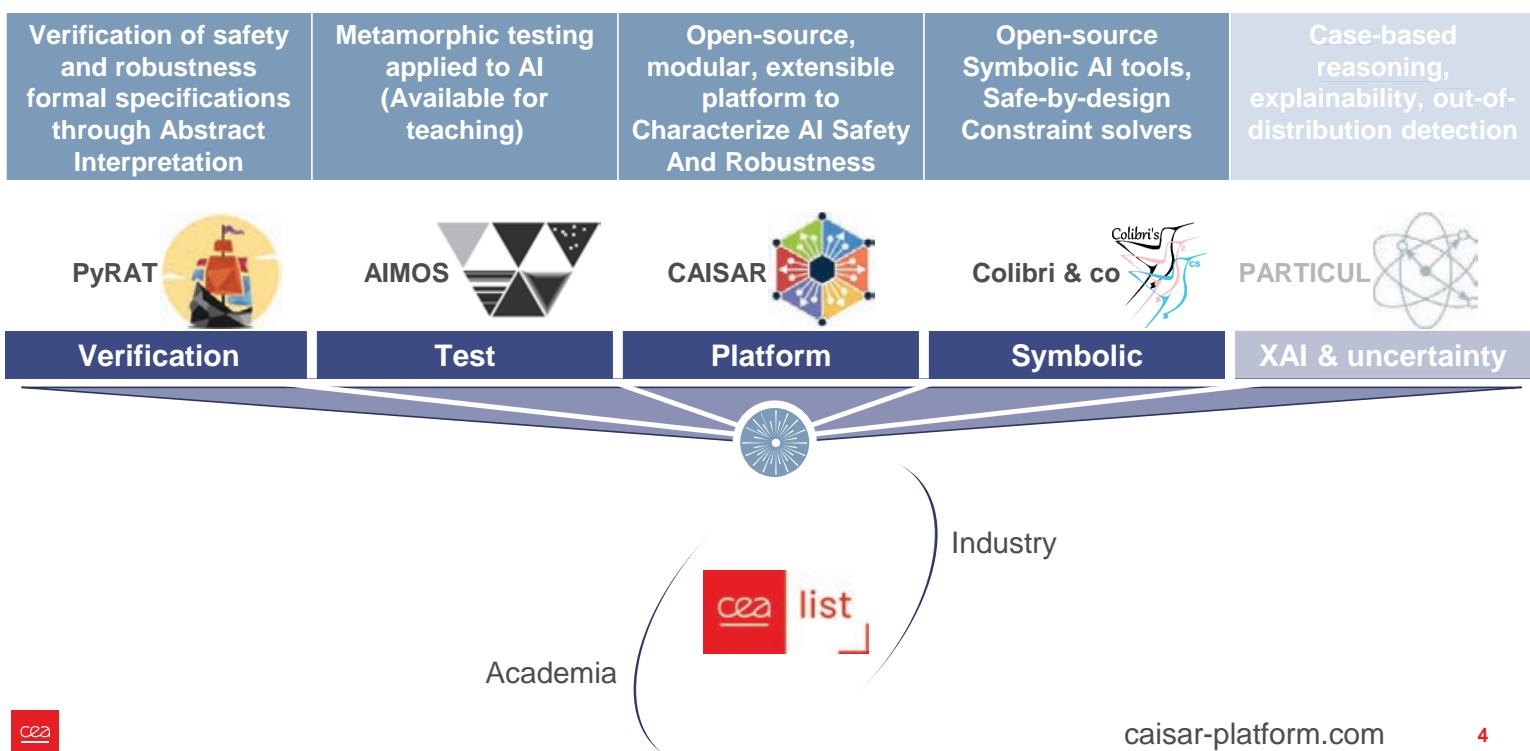 Verification of safety
and robustness
formal specifications
through Abstract
Interpretation
Metamorphic testing
applied to AI
(Available for
teaching)
Open-source,
modular, extensible
platform to
Characterize AI Safety
And Robustness
Open-source
Symbolic AI tools,
Safe-by-design
Constraint solvers
Case-based
reasoning,
explainability, out-of-
distribution detection
PyRAT
AIMOS
CAISAR
Colibri & co
Colibri's
2
cs
PARTICUL
Verification
Test
Platform
Symbolic
XAI & uncertainty
Industry
cea list
Academia
cea
caisar-platform.com
4